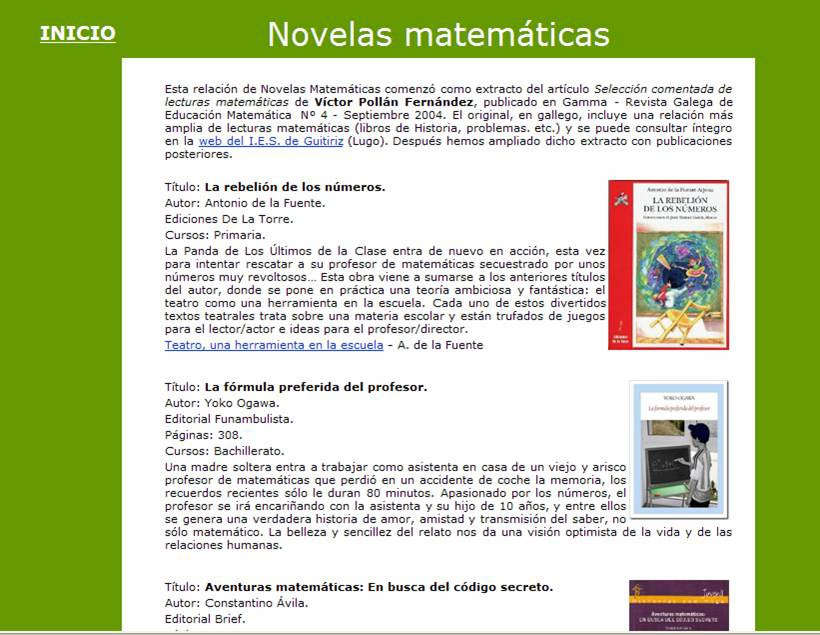 INICIO
Novelas matemáticas
Esta relación de Novelas Matemáticas comenzó como extracto del artículo Selección comentada de
lecturas matemáticas de Víctor Pollán Fernández, publicado en Gamma - Revista Galega de
Educación Matemática Nº 4 - Septiembre 2004. El original, en gallego, incluye una relación más
amplia de lecturas matemáticas (libros de Historia, problemas. etc.) y se puede consultar íntegro
en la web del I.E.S. de Guitiriz (Lugo). Después hemos ampliado dicho extracto con publicaciones
posteriores.
Título: La rebelión de los números.
Autor: Antonio de la Fuente.
Ediciones De La Torre.
Cursos: Primaria.
La Panda de Los Últimos de la Clase entra de nuevo en acción, esta vez
para intentar rescatar a su profesor de matemáticas secuestrado por unos
números muy revoltosos… Esta obra viene a sumarse a los anteriores títulos
del autor, donde se pone en práctica una teoría ambiciosa y fantástica: el
teatro como una herramienta en la escuela. Cada uno de estos divertidos
textos teatrales trata sobre una materia escolar y están trufados de juegos
para el lector/actor e ideas para el profesor/director.
Teatro, una herramienta en la escuela - A. de la Fuente
LA REBELIÓN
DE LOS NÚMEROS
Título: La fórmula preferida del profesor.
Autor: Yoko Ogawa.
Editorial Funambulista.
Páginas: 308.
Cursos: Bachillerato.
Una madre soltera entra a trabajar como asistenta en casa de un viejo y arisco
profesor de matemáticas que perdió en un accidente de coche la memoria, los
recuerdos recientes sólo le duran 80 minutos. Apasionado por los números, el
profesor se irá encariñando con la asistenta y su hijo de 10 años, y entre ellos
se genera una verdadera historia de amor, amistad y transmisión del saber, no
sólo matemático. La belleza y sencillez del relato nos da una visión optimista de la vida y de las
relaciones humanas.
YOKO OGAWA
La fórmula preferida del profesor
Título: Aventuras matemáticas: En busca del código secreto.
Autor: Constantino Ávila.
Editorial Brief.
Juvenil
Aventuras matemáticas:
EN BUSCA DEL CÓDIGO SECRETO